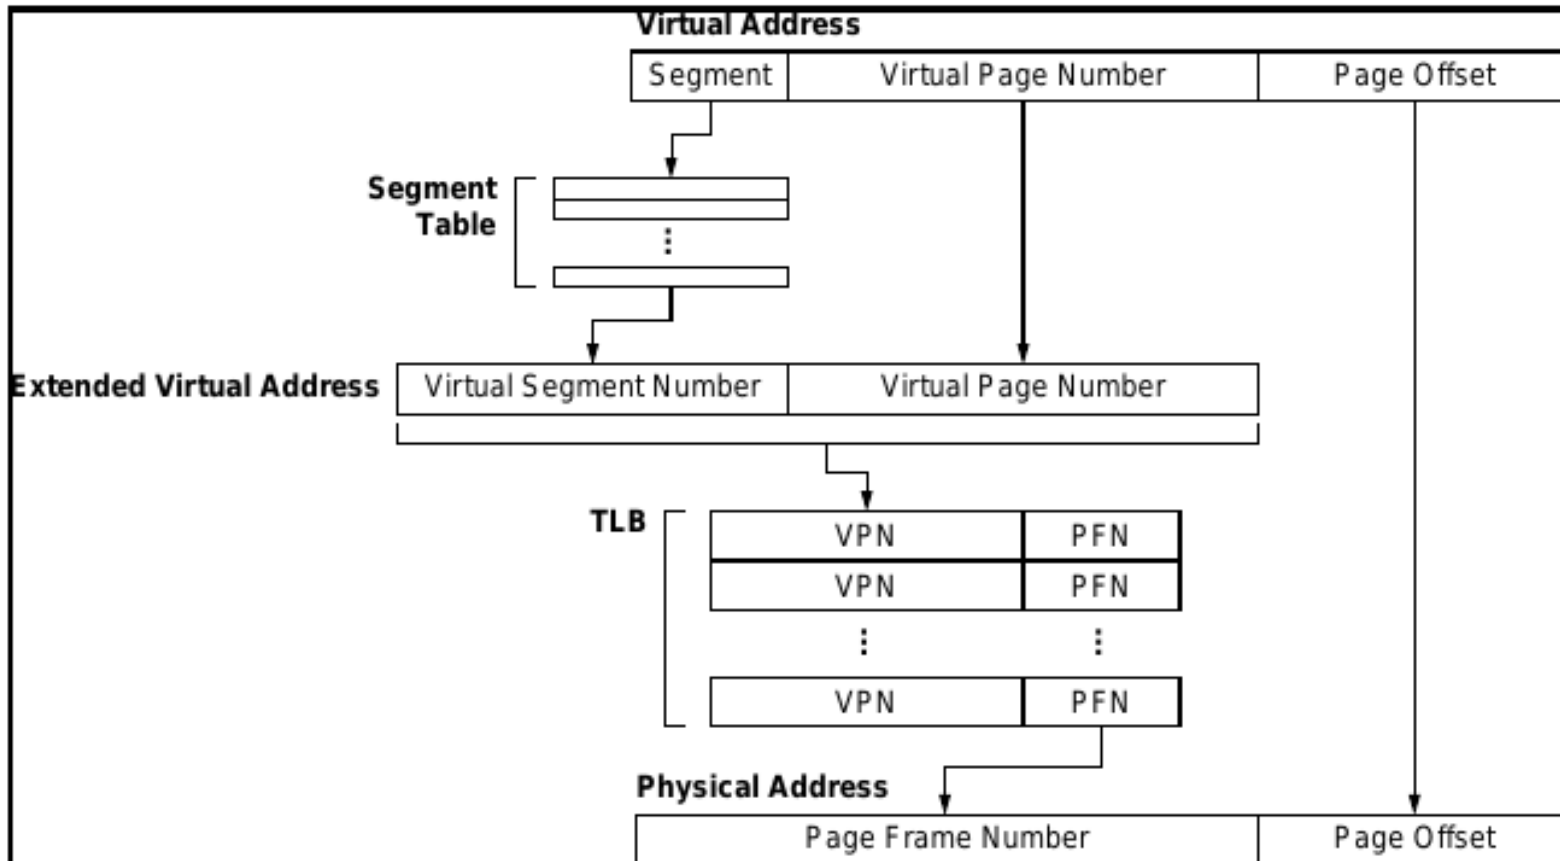 Virtual Address
Segment Virtual Page Number Page Offset
Segment
Table
Extended Virtual Address Virtual Segment Number Virtual Page Number
TLB VPN PFN
VPN PFN
VPN PFN
Physical Address
Page Frame Number Page Offset